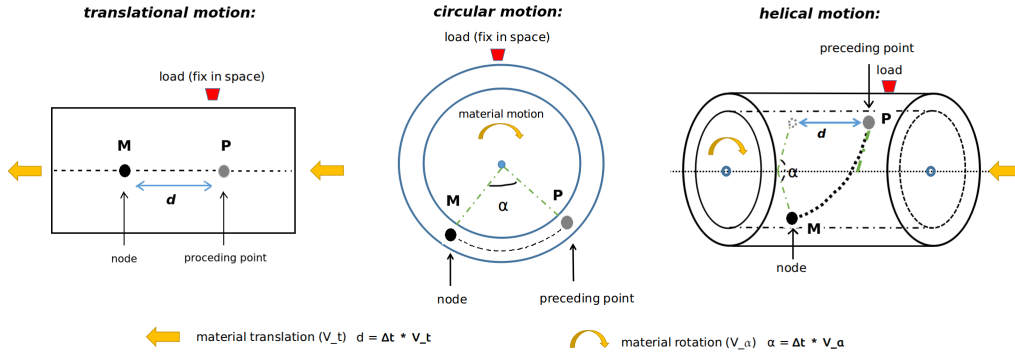 translational motion:
load (fix in space)
M
P
d
node
proceding point
circular motion:
load (fix in space)
material motion
M
P
α
node
preceding point
helical motion:
preceding point
load
P
d
α
M
node
material translation (V_t) d = Δt * V_t
material rotation (V_α) α = Δt * V_a